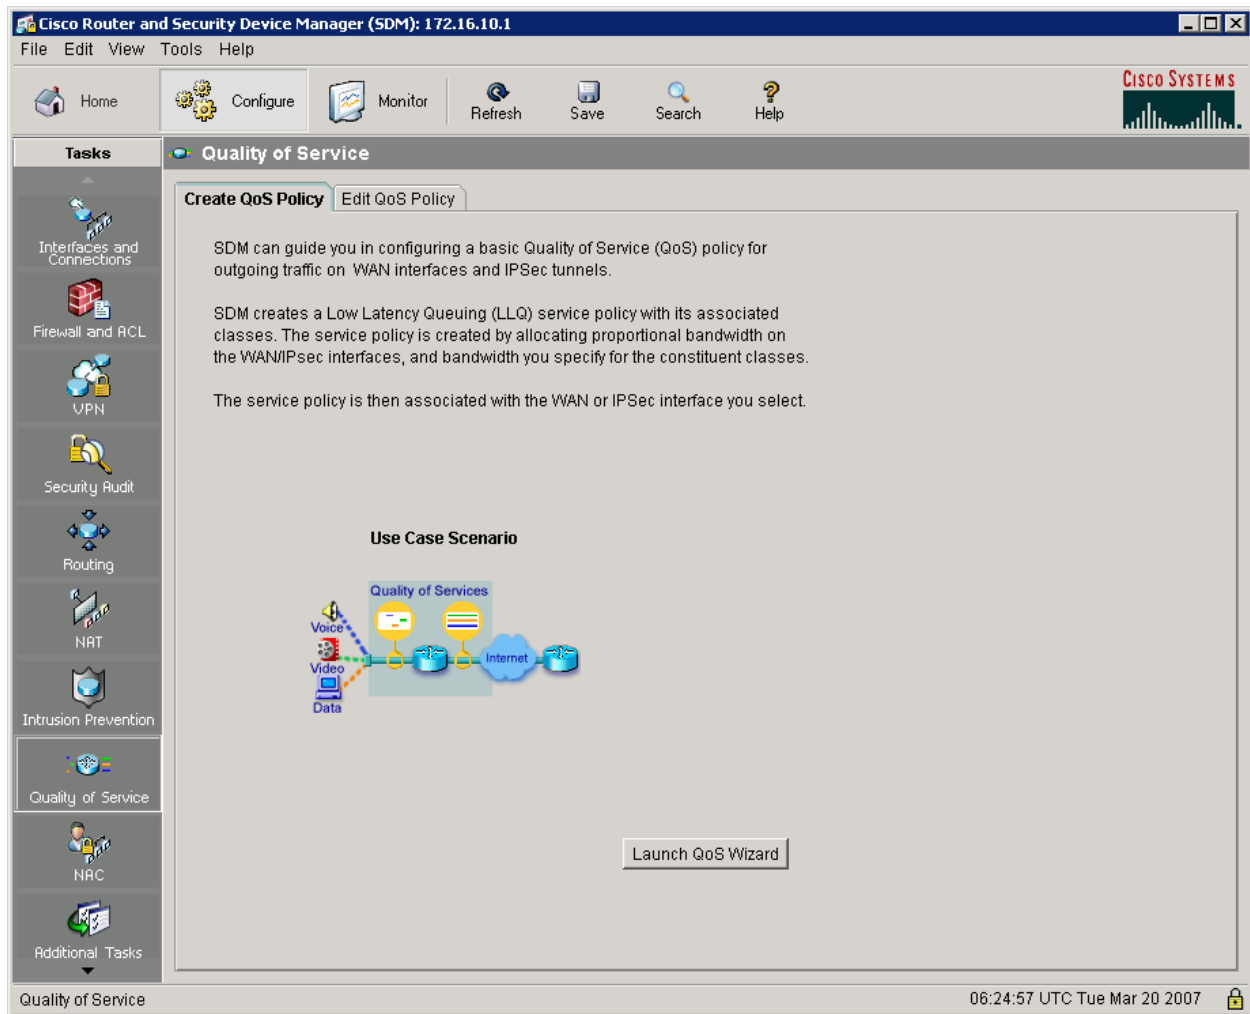 Cisco Router and Security Device Manager (SDM): 172.16.10.1
File Edit View Tools Help
Home
Configure
Monitor
Refresh
Save
Search
Help
CISCO SYSTEMS
Tasks
Quality of Service
Interfaces and
Connections
Firewall and ACL
VPN
Security Audit
Routing
NAT
Intrusion Prevention
Quality of Service
NAC
Additional Tasks
Create QoS Policy
Edit QoS Policy
SDM can guide you in configuring a basic Quality of Service (QoS) policy for
outgoing traffic on WAN interfaces and IPSec tunnels.
SDM creates a Low Latency Queuing (LLQ) service policy with its associated
classes. The service policy is created by allocating proportional bandwidth on
the WAN/IPsec interfaces, and bandwidth you specify for the constituent classes.
The service policy is then associated with the WAN or IPSec interface you select.
Use Case Scenario
Quality of Services
Voice
Video
Data
Internet
Launch QoS Wizard
Quality of Service
06:24:57 UTC Tue Mar 20 2007